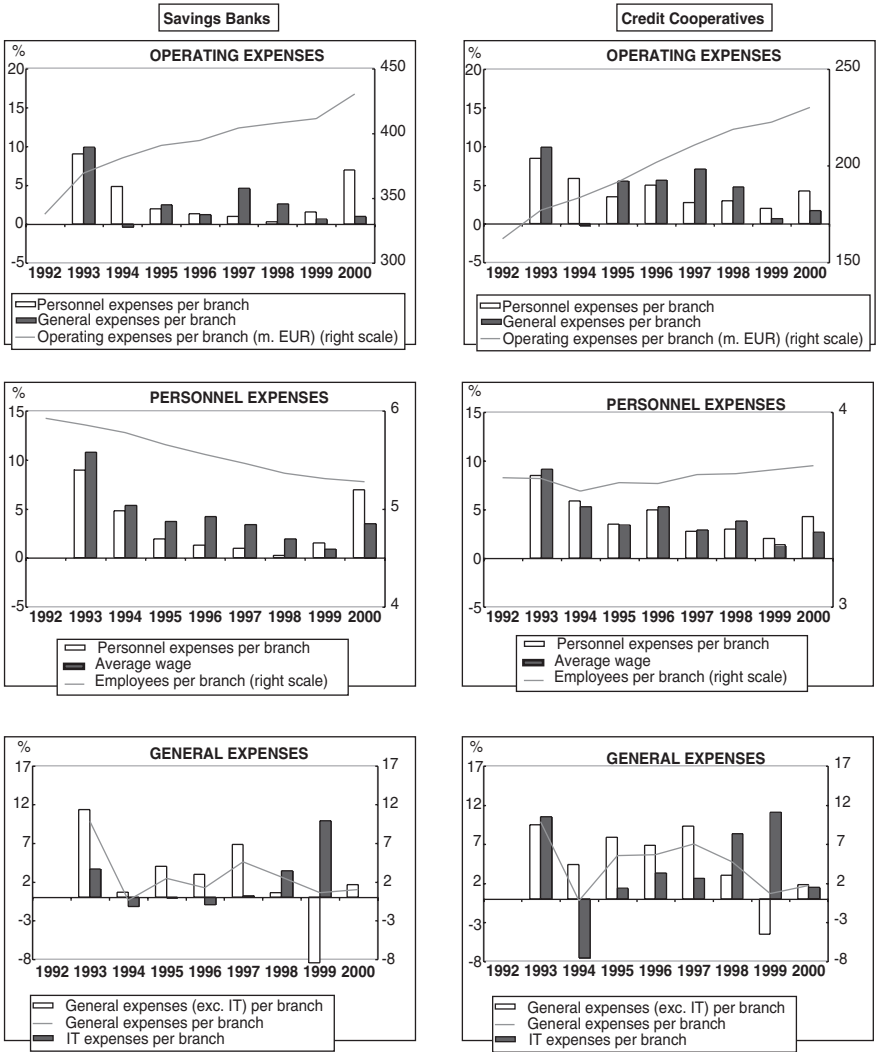 Savings Banks
Credit Cooperatives
% OPERATING EXPENSES
20 450
15 400
10
5 350
0
-5 300
1992 1993 1994 1995 1996 1997 1998 1999 2000
Personnel expenses per branch
General expenses per branch
Operating expenses per branch (m. EUR) (right scale)
% OPERATING EXPENSES
20 250
15
10 200
5
0
-5 150
1992 1993 1994 1995 1996 1997 1998 1999 2000
Personnel expenses per branch
General expenses per branch
Operating expenses per branch (m. EUR) (right scale)
% PERSONNEL EXPENSES
15 6
10
5 5
0
-5 4
1992 1993 1994 1995 1996 1997 1998 1999 2000
Personnel expenses per branch
Average wage
Employees per branch (right scale)
% PERSONNEL EXPENSES
15 4
10
5
0
-5 3
1992 1993 1994 1995 1996 1997 1998 1999 2000
Personnel expenses per branch
Average wage
Employees per branch (right scale)
% GENERAL EXPENSES
17 17
12 12
7 7
2 2
-3 -3
-8 -8
1992 1993 1994 1995 1996 1997 1998 1999 2000
General expenses (exc. IT) per branch
General expenses per branch
IT expenses per branch
% GENERAL EXPENSES
17 17
12 12
7 7
2 2
-3 -3
-8 -8
1992 1993 1994 1995 1996 1997 1998 1999 2000
General expenses (exc. IT) per branch
General expenses per branch
IT expenses per branch